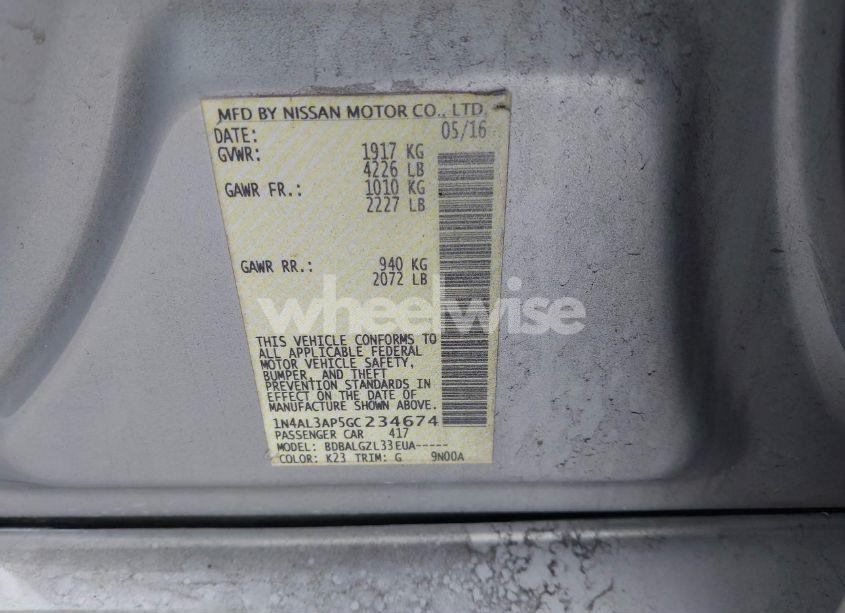 MFD BY NISSAN MOTOR CO., LTD.
DATE: 05/16
GVWR: 1917 KG
4226 LB
GAWR FR.: 1010 KG
2227 LB
GAWR RR.: 940 KG
2072 LB
wheelwise
THIS VEHICLE CONFORMS TO
ALL APPLICABLE FEDERAL
MOTOR VEHICLE SAFETY,
BUMPER, AND THEFT
PREVENTION STANDARDS IN
EFFECT ON THE DATE OF
MANUFACTURE SHOWN ABOVE.
1N4AL3AP5GC234674
PASSENGER CAR 417
MODEL: BDBALGZL33EUA-----
COLOR: K23 TRIM: G 9N00A